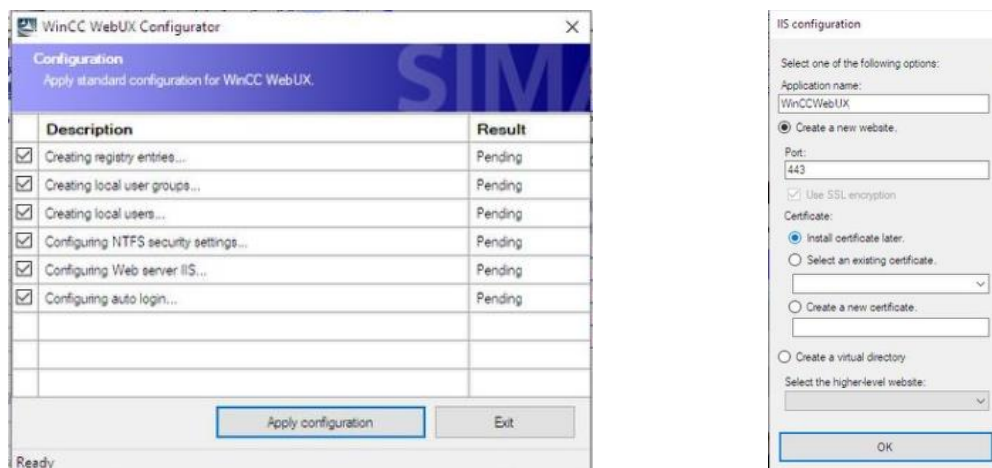 WinCC WebUX Configurator
Configuration
Apply standard configuration for WinCC WebUX.
SIMA
Description Result
Creating registry entries... Pending
Creating local user groups... Pending
Creating local users... Pending
Configuring NTFS security settings... Pending
Configuring Web server IIS... Pending
Configuring auto login... Pending
Apply configuration Exit
Ready
IIS configuration
Select one of the following options:
Application name:
WinCCWebUX
Create a new website.
Port:
443
Use SSL encryption
Certificate:
Install certificate later.
Select an existing certificate.
Create a new certificate.
Create a virtual directory
Select the higher-level website:
OK